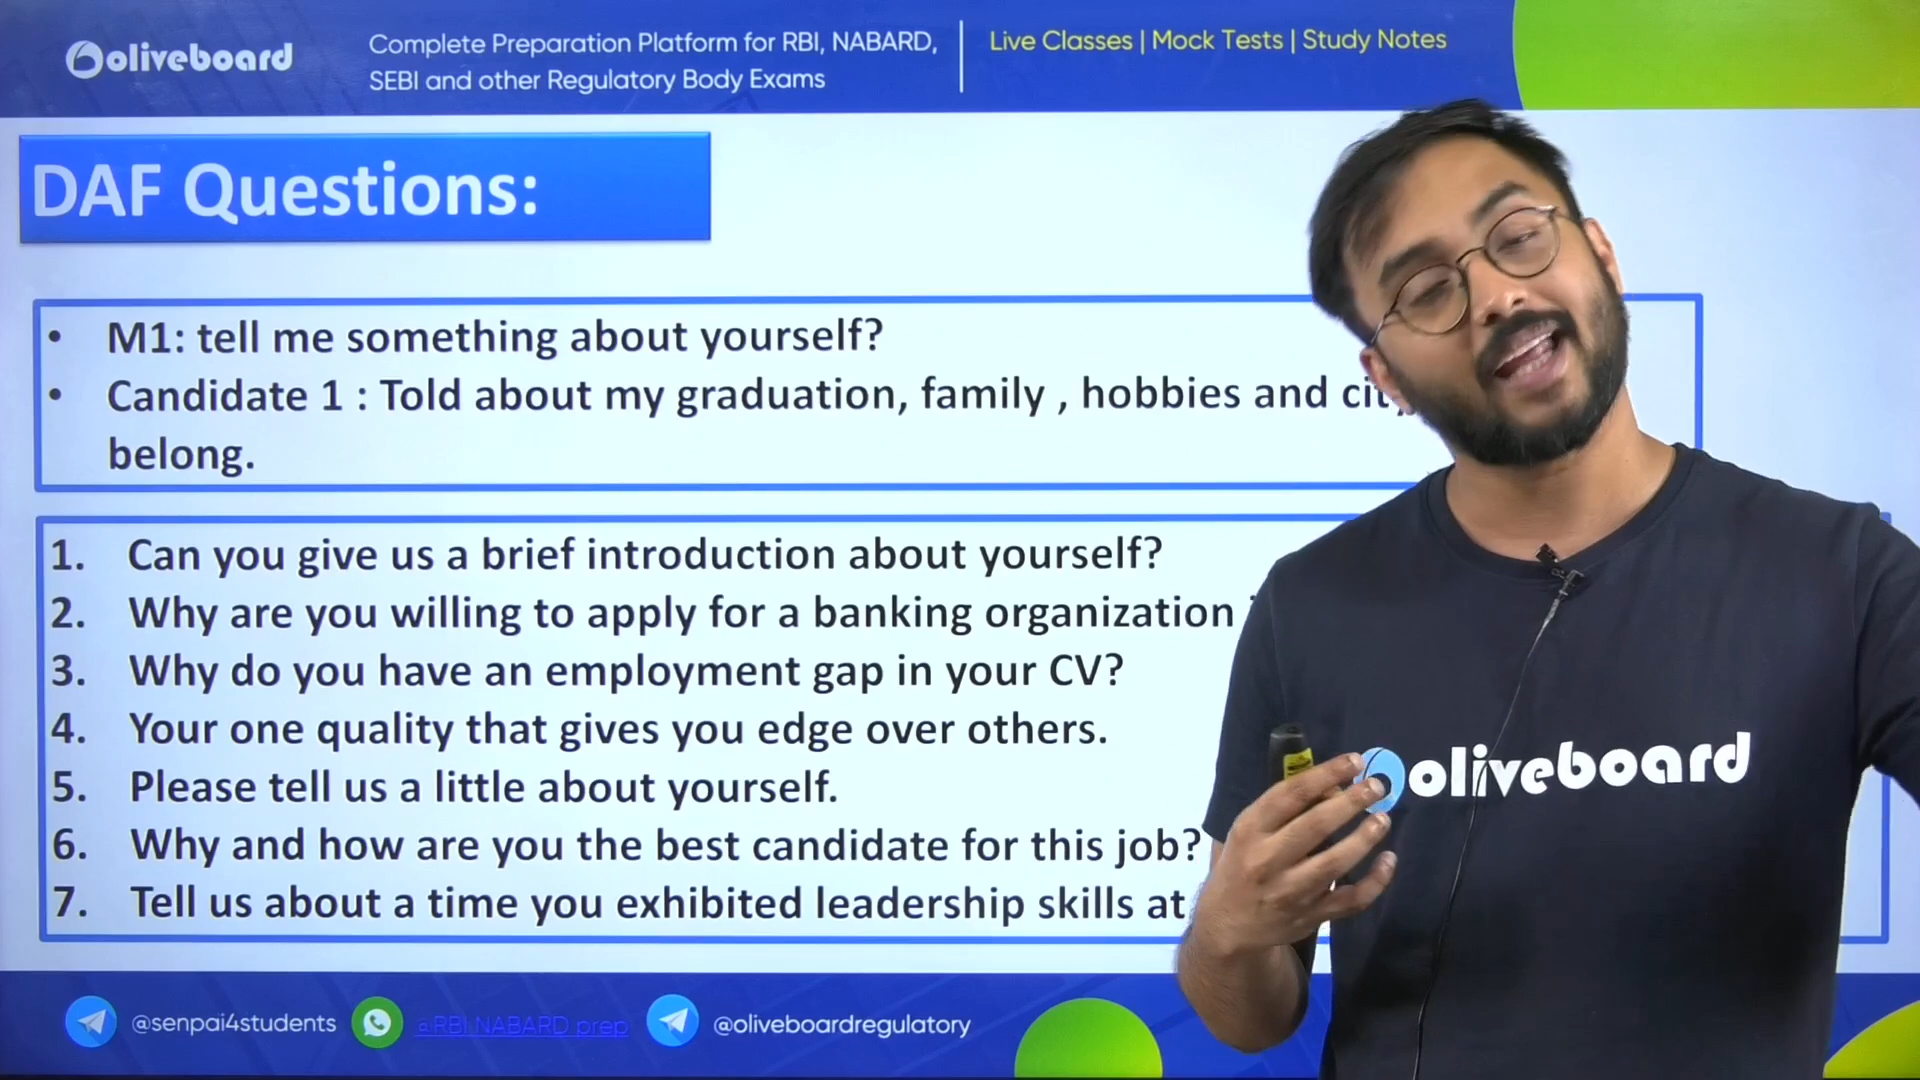 oliveboard
Complete Preparation Platform for RBI, NABARD,
SEBI and other Regulatory Body Exams
Live Classes | Mock Tests | Study Notes
DAF Questions:
• M1: tell me something about yourself?
• Candidate 1 : Told about my graduation, family , hobbies and
belong.
1. Can you give us a brief introduction about yourself?
2. Why are you willing to apply for a banking organization
3. Why do you have an employment gap in your CV?
4. Your one quality that gives you edge over others.
5. Please tell us a little about yourself.
6. Why and how are you the best candidate for this job?
7. Tell us about a time you exhibited leadership skills at
oliveboard
@senpai4students
@RBI NABARD prep
@oliveboardregulatory